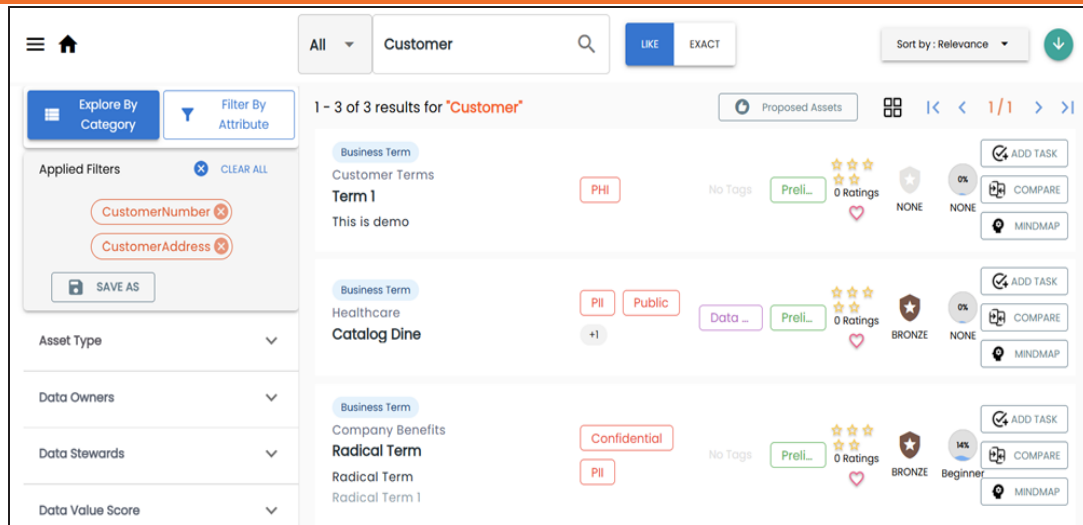 All
Customer
LIKE
EXACT
Sort by : Relevance
Explore By
Category
Filter By
Attribute
Applied Filters
CLEAR ALL
CustomerNumber
CustomerAddress
SAVE AS
Asset Type
Data Owners
Data Stewards
Data Value Score
1 - 3 of 3 results for "Customer"
Proposed Assets
1/1
Business Term
Customer Terms
Term 1
This is demo
PHI
No Tags
Preli...
0 Ratings
NONE
0%
NONE
ADD TASK
COMPARE
MINDMAP
Business Term
Healthcare
Catalog Dine
PII
Public
+1
Data ...
Preli...
0 Ratings
BRONZE
0%
NONE
ADD TASK
COMPARE
MINDMAP
Business Term
Company Benefits
Radical Term
Radical Term
Radical Term 1
Confidential
PII
No Tags
Preli...
0 Ratings
BRONZE
14%
Beginner
ADD TASK
COMPARE
MINDMAP